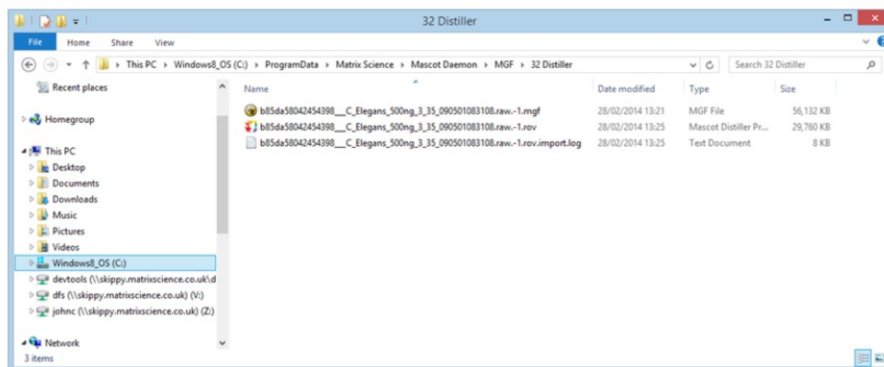 32 Distiller
File Home Share View
This PC Windows8_OS (C:) ProgramData Matrix Science Mascot Daemon MGF 32 Distiller Search 32 Distiller
Recent places
Homegroup
This PC
Desktop
Documents
Downloads
Music
Pictures
Videos
Windows8_OS (C:)
devtools (\\skippy.matrixscience.co.uk\d
dfs (\\skippy.matrixscience.co.uk) (V:)
johnc (\\skippy.matrixscience.co.uk) (Z:)
Network
Name Date modified Type Size
b85da58042454398__C_Elegans_500ng_3_35_090501083108.raw.-1.mgf 28/02/2014 13:21 MGF File 56,132 KB
b85da58042454398__C_Elegans_500ng_3_35_090501083108.raw.-1.rov 28/02/2014 13:25 Mascot Distiller Pr... 29,760 KB
b85da58042454398__C_Elegans_500ng_3_35_090501083108.raw.-1.rov.import.log 28/02/2014 13:25 Text Document 8 KB
3 items